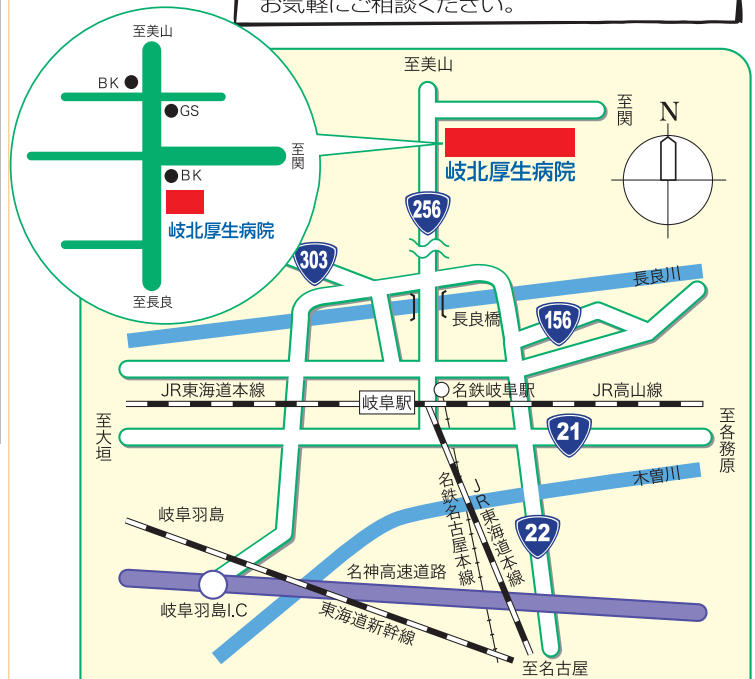 お気軽にご相談ください。
至美山
BK
GS
至関
BK
岐北厚生病院
至長良
至美山
至関
N
岐北厚生病院
256
303
長良川
長良橋
156
JR東海道本線
岐阜駅
名鉄岐阜駅
JR高山線
至大垣
21
至各務原
木曽川
岐阜羽島
名鉄名古屋本線
JR東海道本線
22
名神高速道路
岐阜羽島I.C
東海道新幹線
至名古屋